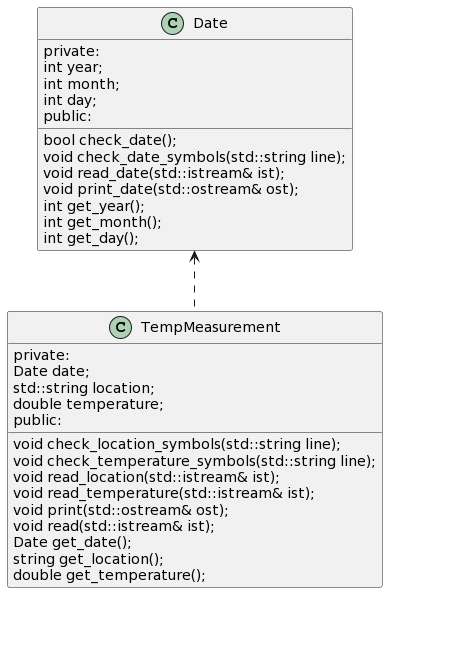 C Date
private:
int year;
int month;
int day;
public:
bool check_date();
void check_date_symbols(std::string line);
void read_date(std::istream& ist);
void print_date(std::ostream& ost);
int get_year();
int get_month();
int get_day();
C TempMeasurement
private:
Date date;
std::string location;
double temperature;
public:
void check_location_symbols(std::string line);
void check_temperature_symbols(std::string line);
void read_location(std::istream& ist);
void read_temperature(std::istream& ist);
void print(std::ostream& ost);
void read(std::istream& ist);
Date get_date();
string get_location();
double get_temperature();